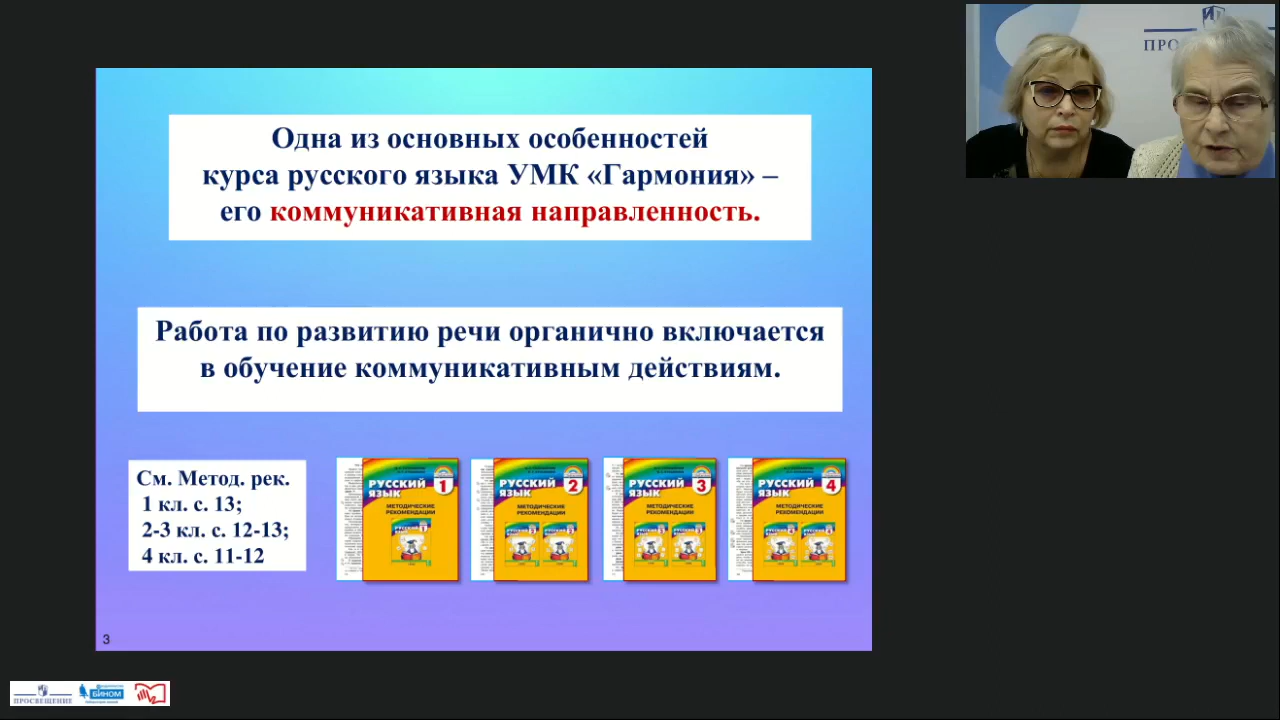 ПРО
Одна из основных особенностей
курса русского языка УМК «Гармония» –
его коммуникативная направленность.
Работа по развитию речи органично включается
в обучение коммуникативным действиям.
См. Метод. рек.
1 кл. с. 13;
2-3 кл. с. 12-13;
4 кл. с. 11-12
РУССКИЙ ЯЗЫК 1
МЕТОДИЧЕСКИЕ
РЕКОМЕНДАЦИИ
РУССКИЙ ЯЗЫК 2
МЕТОДИЧЕСКИЕ
РЕКОМЕНДАЦИИ
РУССКИЙ ЯЗЫК 3
МЕТОДИЧЕСКИЕ
РЕКОМЕНДАЦИИ
РУССКИЙ ЯЗЫК 4
МЕТОДИЧЕСКИЕ
РЕКОМЕНДАЦИИ
3
ПРОСВЕЩЕНИЕ
БИНОМ